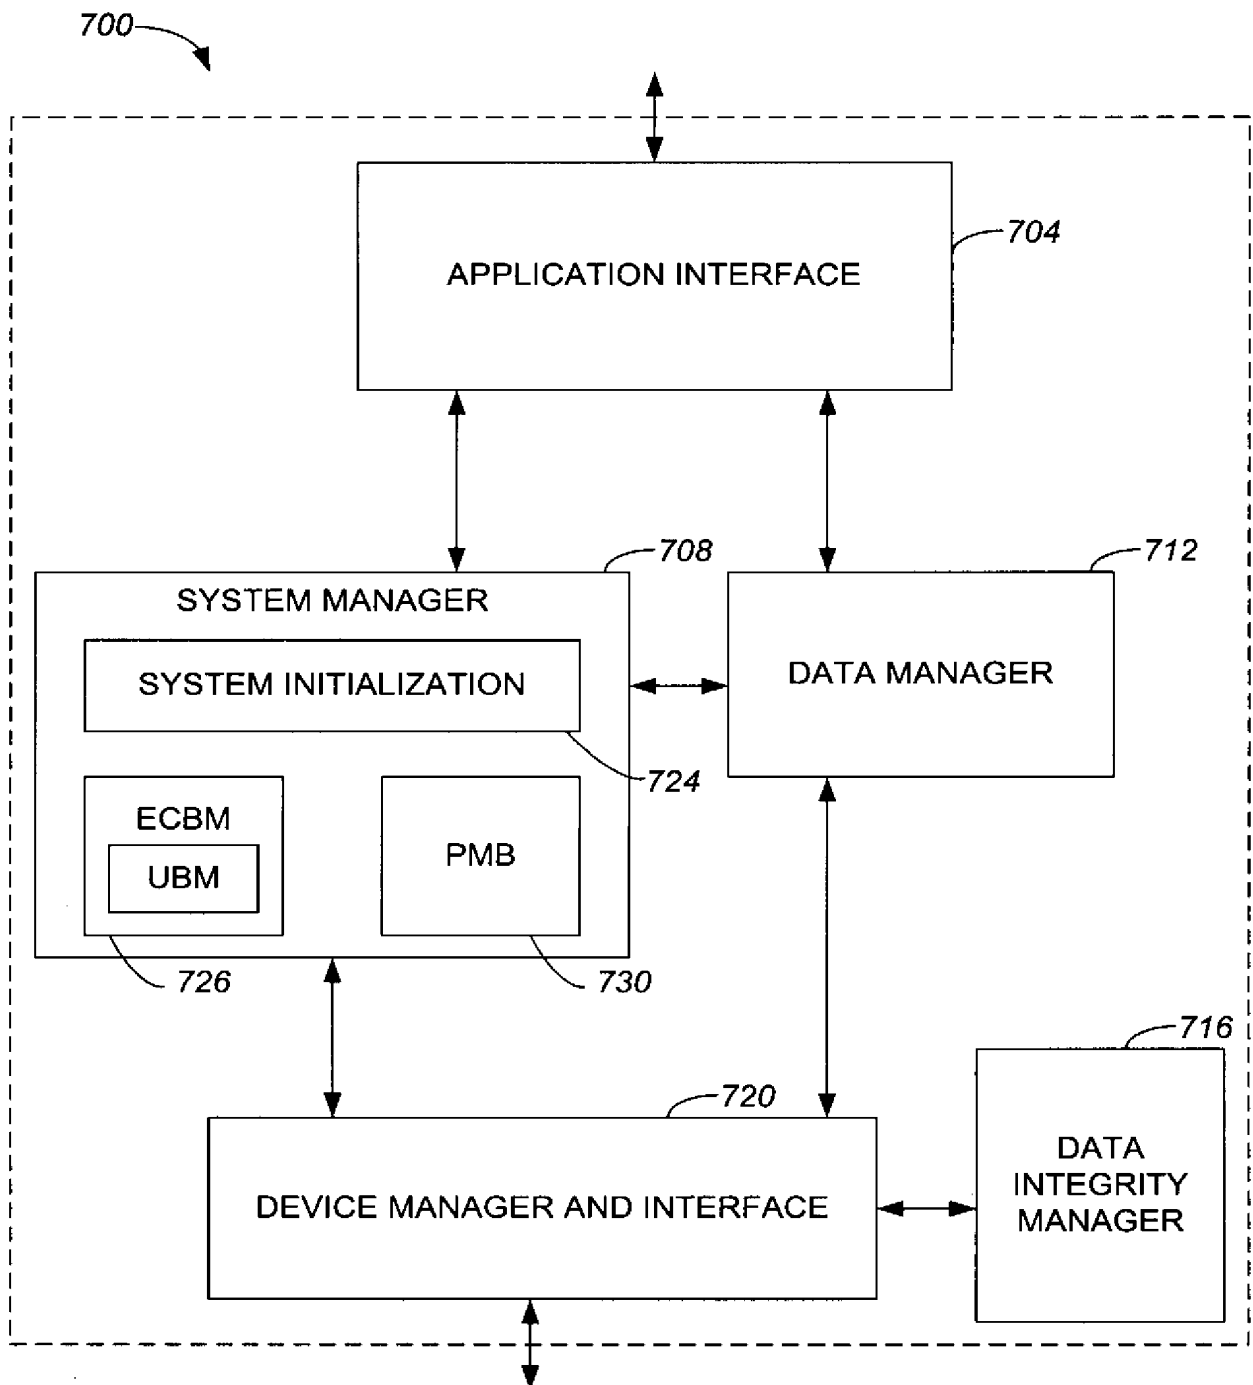 700
APPLICATION INTERFACE
704
708
712
SYSTEM MANAGER
SYSTEM INITIALIZATION
DATA MANAGER
724
ECBM
UBM
PMB
726
730
716
720
DEVICE MANAGER AND INTERFACE
DATA
INTEGRITY
MANAGER